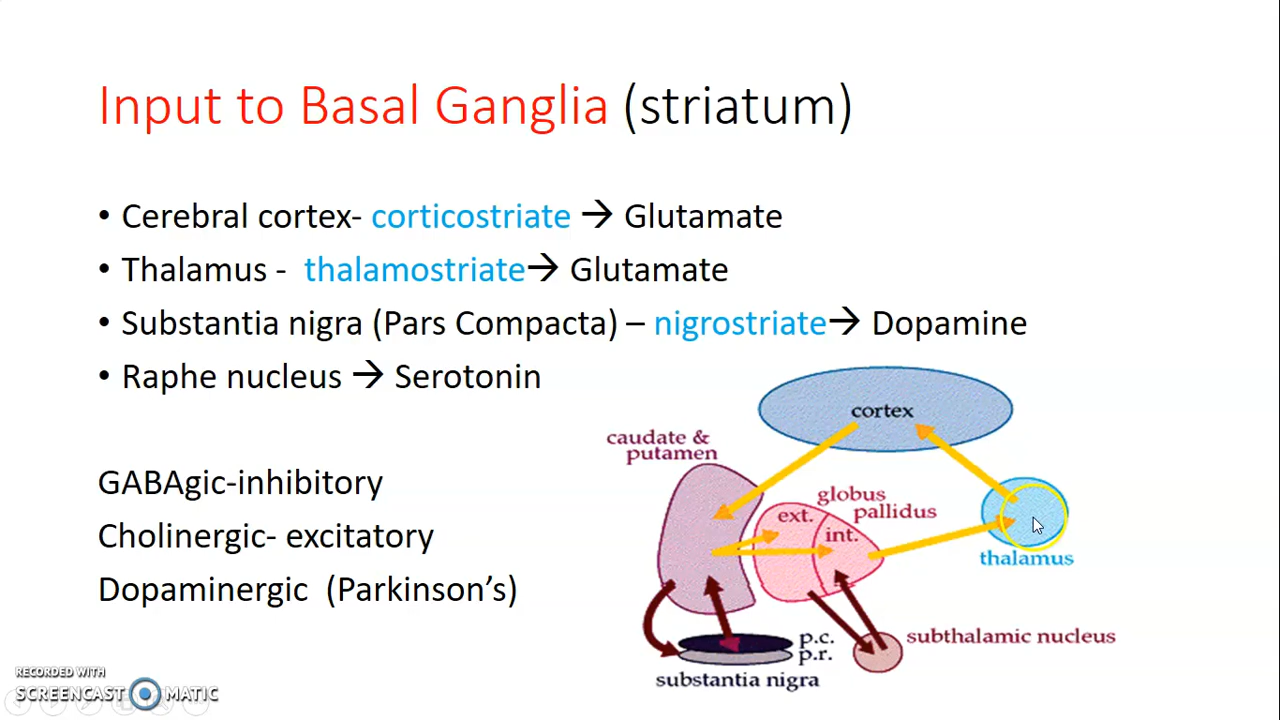 Input to Basal Ganglia (striatum)
• Cerebral cortex- corticostriate → Glutamate
• Thalamus - thalamostriate→ Glutamate
• Substantia nigra (Pars Compacta) – nigrostriate→ Dopamine
• Raphe nucleus → Serotonin
GABAgic-inhibitory
Cholinergic- excitatory
Dopaminergic (Parkinson’s)
cortex
caudate &
putamen
globus
pallidus
ext.
int.
thalamus
p.c.
p.r.
subthalamic nucleus
substantia nigra
RECORDED WITH
SCREENCAST MATIC